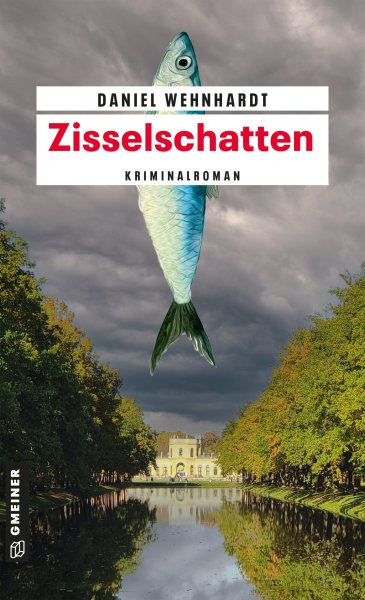 DANIEL WEHNHARDT
Zisselschatten
KRIMINALROMAN
GMEINER